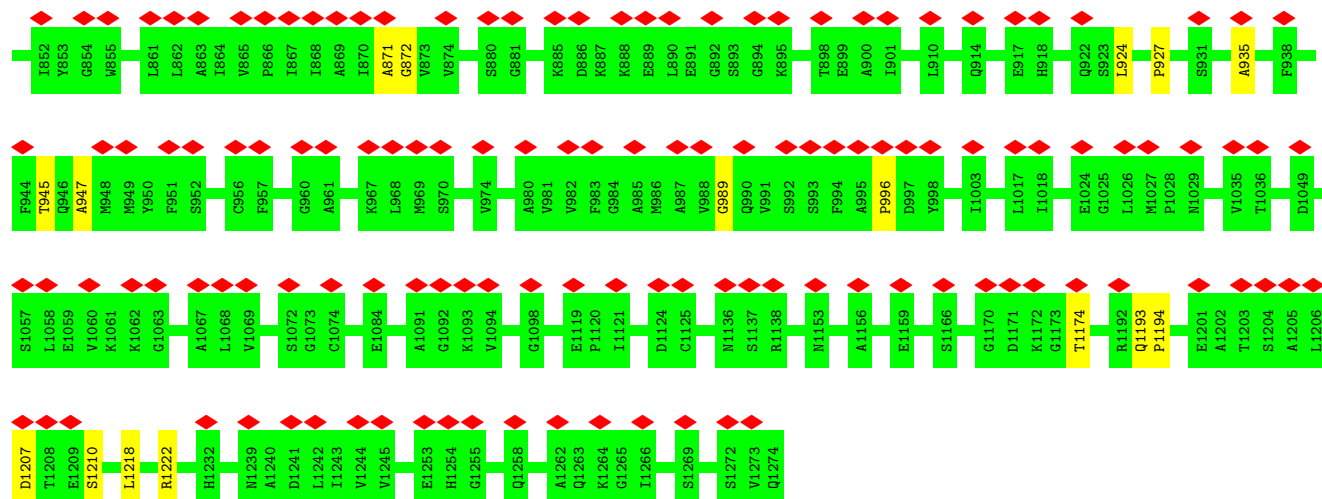 I852 Y853 G854 W855 L861 L862 A863 I864 V865 P866 I867 I868 A869 I870 A871 G872 V873 V874 S880 G881 K885 D886 K887 K888 E889 L890 E891 G892 S893 G894 K895 T898 E899 A900 I901 L910 Q914 E917 H918 Q922 S923 L924 P927 S931 A935 F938
F944 T945 Q946 A947 M948 M949 Y950 F951 S952 C956 F957 G960 A961 K967 L968 M969 S970 V974 A980 V981 V982 F983 G984 A985 M986 A987 V988 G989 Q990 V991 S992 S993 F994 A995 P996 D997 Y998 I1003 L1017 I1018 E1024 G1025 L1026 M1027 P1028 N1029 V1035 T1036 D1049
S1057 L1058 E1059 V1060 K1061 K1062 G1063 A1067 L1068 V1069 S1072 G1073 C1074 E1084 A1091 G1092 K1093 V1094 G1098 E1119 P1120 I1121 D1124 C1125 N1136 S1137 R1138 N1153 A1156 E1159 S1166 G1170 D1171 K1172 G1173 T1174 R1192 Q1193 P1194 E1201 A1202 T1203 S1204 A1205 L1206
D1207 T1208 E1209 S1210 L1218 R1222 H1232 N1239 A1240 D1241 L1242 I1243 V1244 V1245 E1253 H1254 G1255 Q1258 A1262 Q1263 K1264 G1265 I1266 S1269 S1272 V1273 Q1274